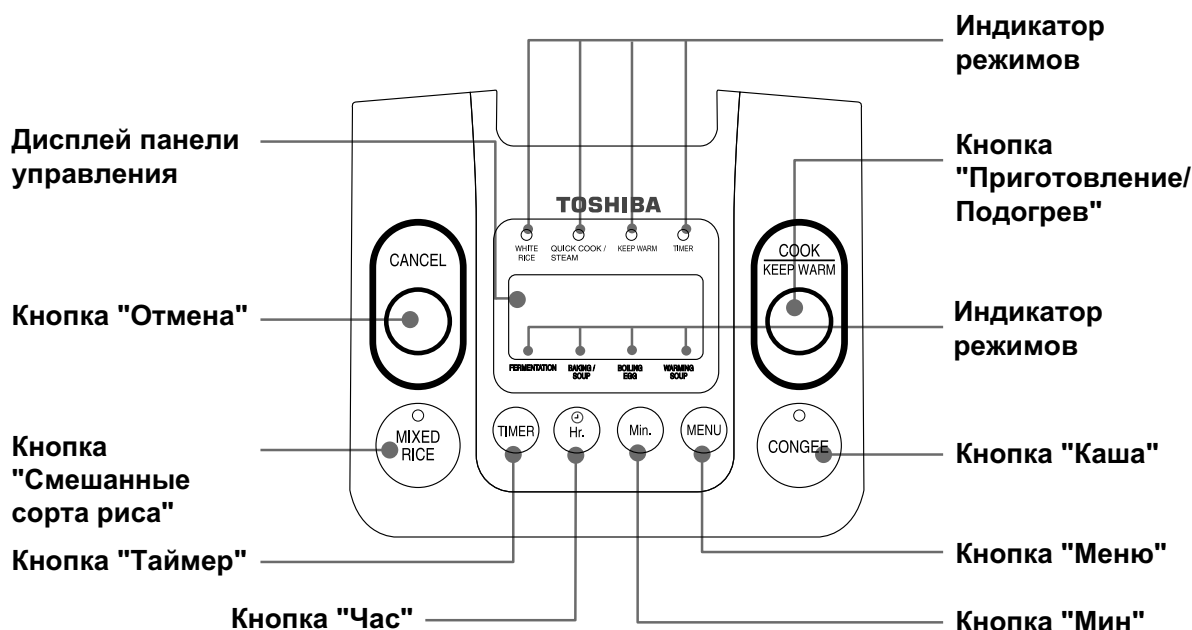 Индикатор
режимов
Дисплей панели
управления
Кнопка
"Приготовление/
Подогрев"
TOSHIBA
WHITE
RICE
QUICK COOK /
STEAM
KEEP WARM
TIMER
CANCEL
COOK
KEEP WARM
Кнопка "Отмена"
Индикатор
режимов
FERMENTATION
BAKING /
SOUP
BOILING
EGG
WARMING
SOUP
MIXED
RICE
TIMER
Hr.
Min.
MENU
CONGEE
Кнопка
"Смешанные
сорта риса"
Кнопка "Каша"
Кнопка "Таймер"
Кнопка "Меню"
Кнопка "Час"
Кнопка "Мин"